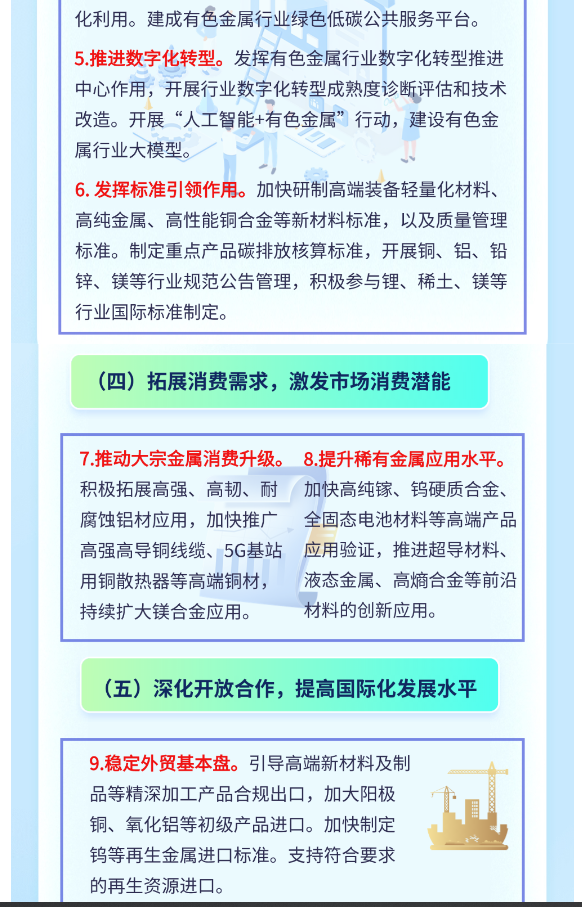 化利用。建成有色金属行业绿色低碳公共服务平台。
5.推进数字化转型。发挥有色金属行业数字化转型推进
中心作用，开展行业数字化转型成熟度诊断评估和技术
改造。开展“人工智能+有色金属”行动，建设有色金
属行业大模型。
6. 发挥标准引领作用。加快研制高端装备轻量化材料、
高纯金属、高性能铜合金等新材料标准，以及质量管理
标准。制定重点产品碳排放核算标准，开展铜、铝、铅
锌、镁等行业规范公告管理，积极参与锂、稀土、镁等
行业国际标准制定。
（四）拓展消费需求，激发市场消费潜能
7.推动大宗金属消费升级。
积极拓展高强、高韧、耐
腐蚀铝材应用，加快推广
高强高导铜线缆、5G基站
用铜散热器等高端铜材，
持续扩大镁合金应用。
8.提升稀有金属应用水平。
加快高纯镓、钨硬质合金、
全固态电池材料等高端产品
应用验证，推进超导材料、
液态金属、高熵合金等前沿
材料的创新应用。
（五）深化开放合作，提高国际化发展水平
9.稳定外贸基本盘。引导高端新材料及制
品等精深加工产品合规出口，加大阳极
铜、氧化铝等初级产品进口。加快制定
钨等再生金属进口标准。支持符合要求
的再生资源进口。